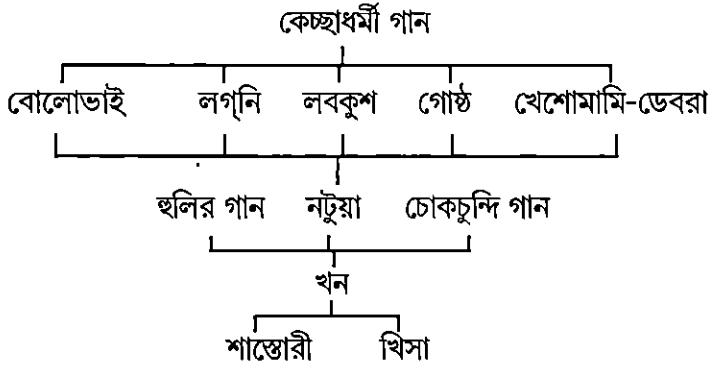 কেচ্ছাধর্মী গান
বোলোভাই লগ্‌নি লবকুশ গোষ্ঠ খেশোমামি-ডেবরা
হুলির গান নটুয়া চোকচুন্দি গান
খন
শাস্তোরী খিসা